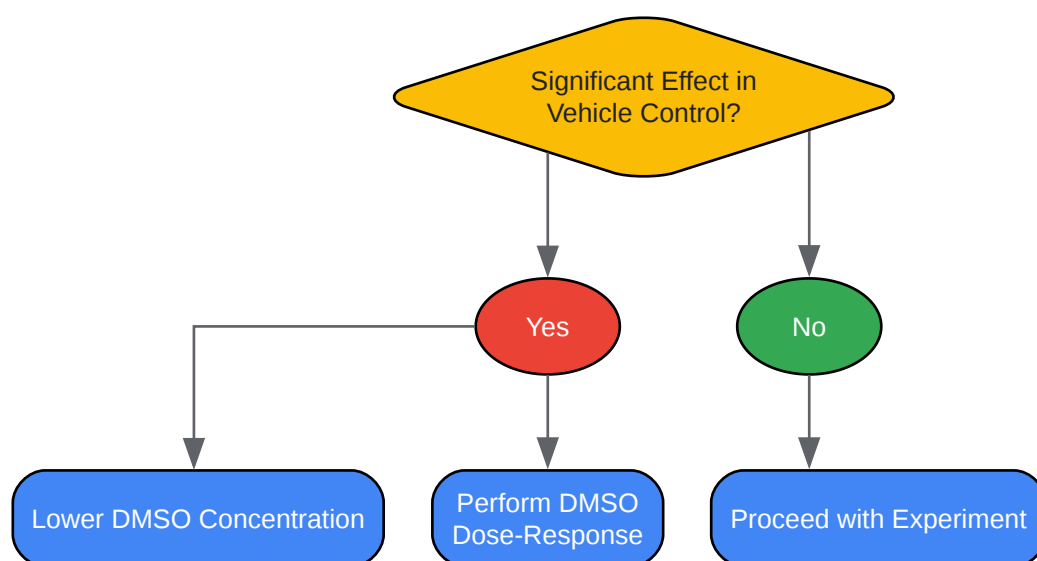 Significant Effect in
Vehicle Control?
Yes
No
Lower DMSO Concentration
Perform DMSO
Dose-Response
Proceed with Experiment